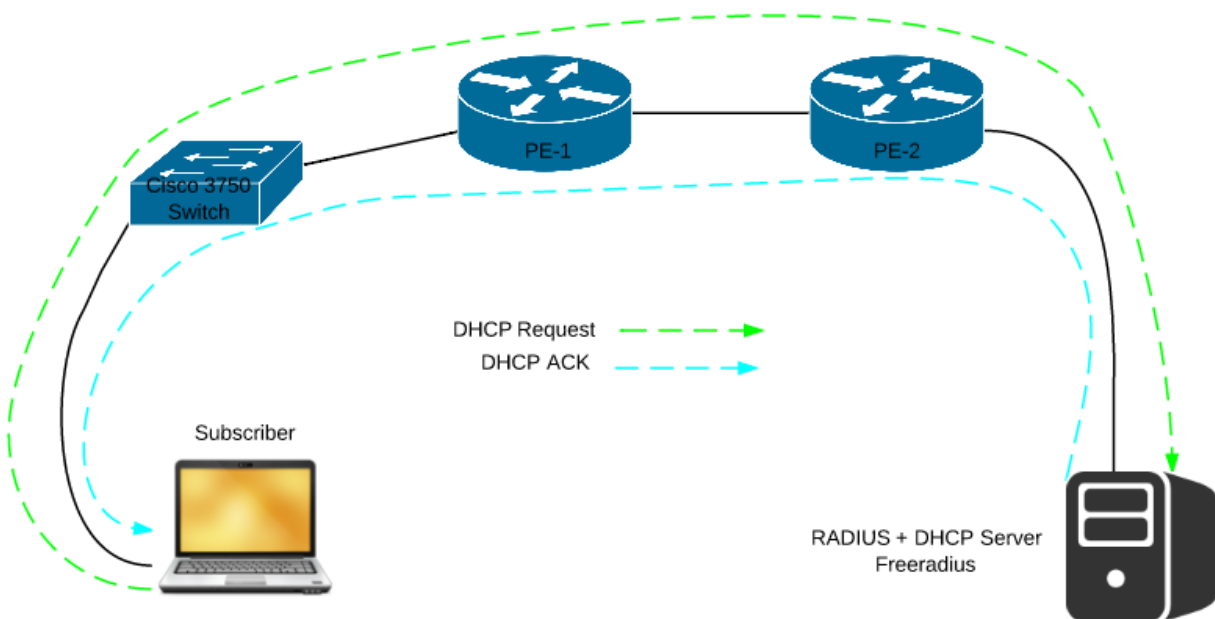 PE-1
PE-2
Cisco 3750
Switch
DHCP Request
DHCP ACK
Subscriber
RADIUS + DHCP Server
Freeradius